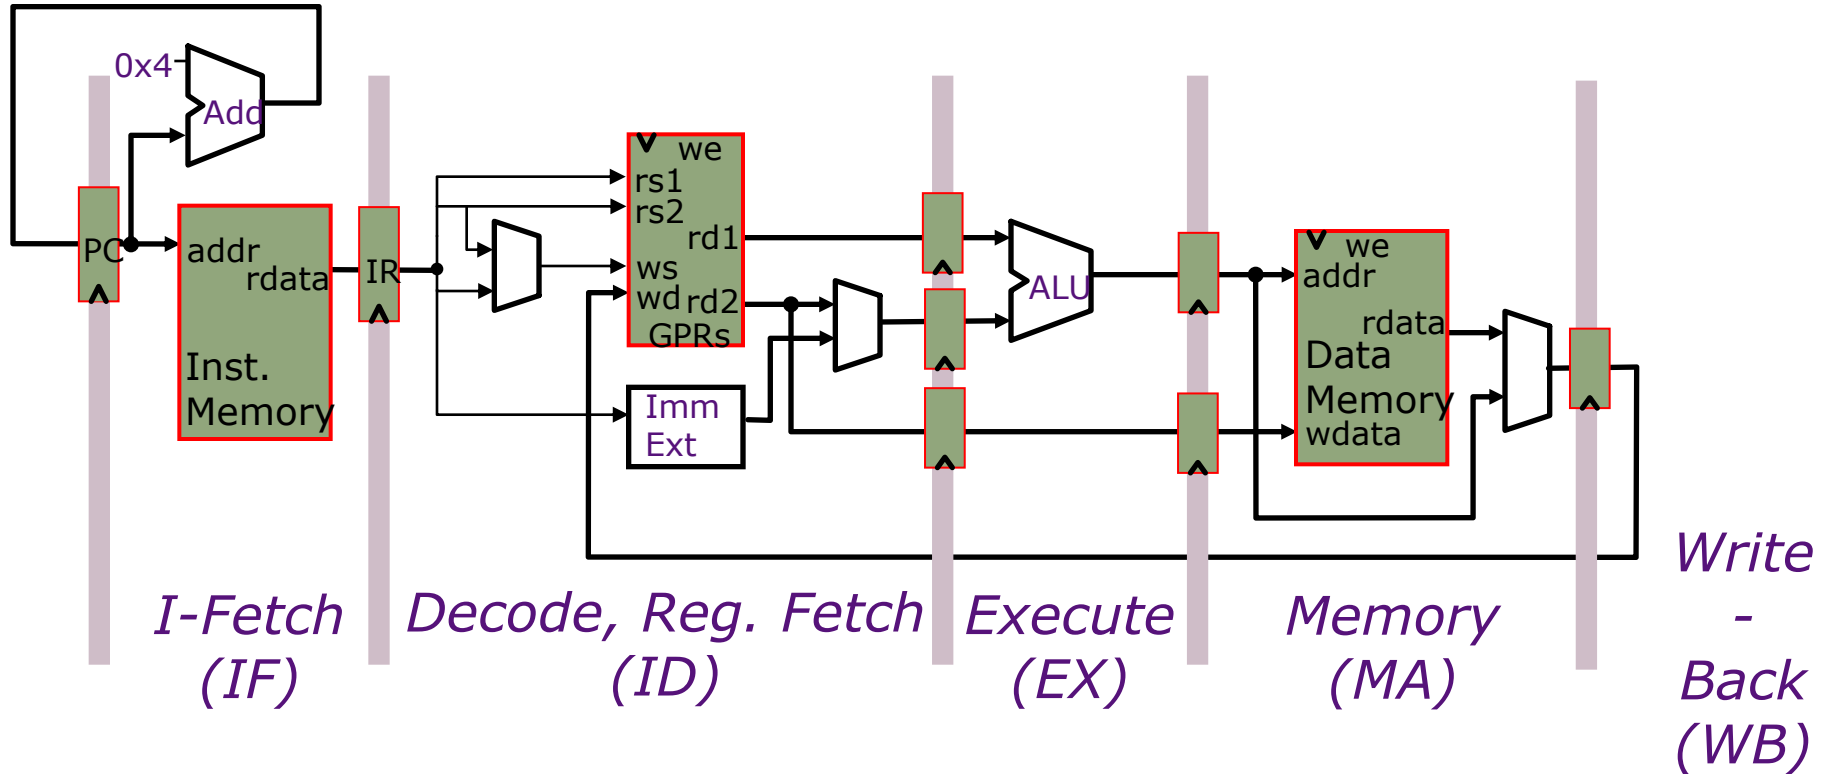 0x4
Add
PC
addr
rdata
Inst.
Memory
IR
we
rs1
rs2
rd1
ws
wd
rd2
GPRs
Imm
Ext
ALU
we
addr
rdata
Data
Memory
wdata
I-Fetch
(IF)
Decode, Reg. Fetch
(ID)
Execute
(EX)
Memory
(MA)
Write
-
Back
(WB)